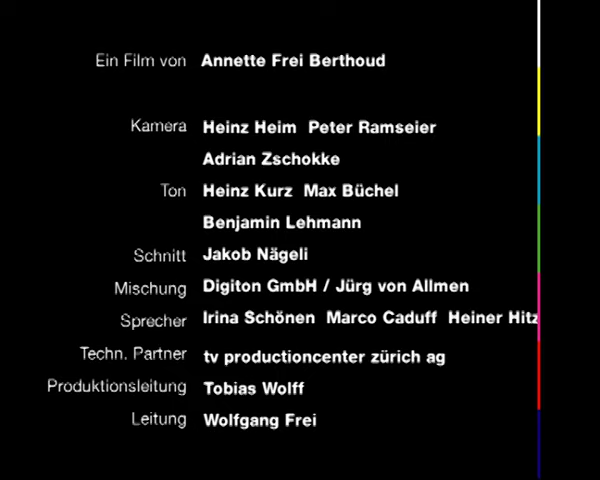 Ein Film von Annette Frei Berthoud
Kamera Heinz Heim Peter Ramseier
Adrian Zschokke
Ton Heinz Kurz Max Büchel
Benjamin Lehmann
Schnitt Jakob Nägeli
Mischung Digiton GmbH / Jürg von Allmen
Sprecher Irina Schönen Marco Caduff Heiner Hitz
Techn. Partner tv productioncenter zürich ag
Produktionsleitung Tobias Wolff
Leitung Wolfgang Frei